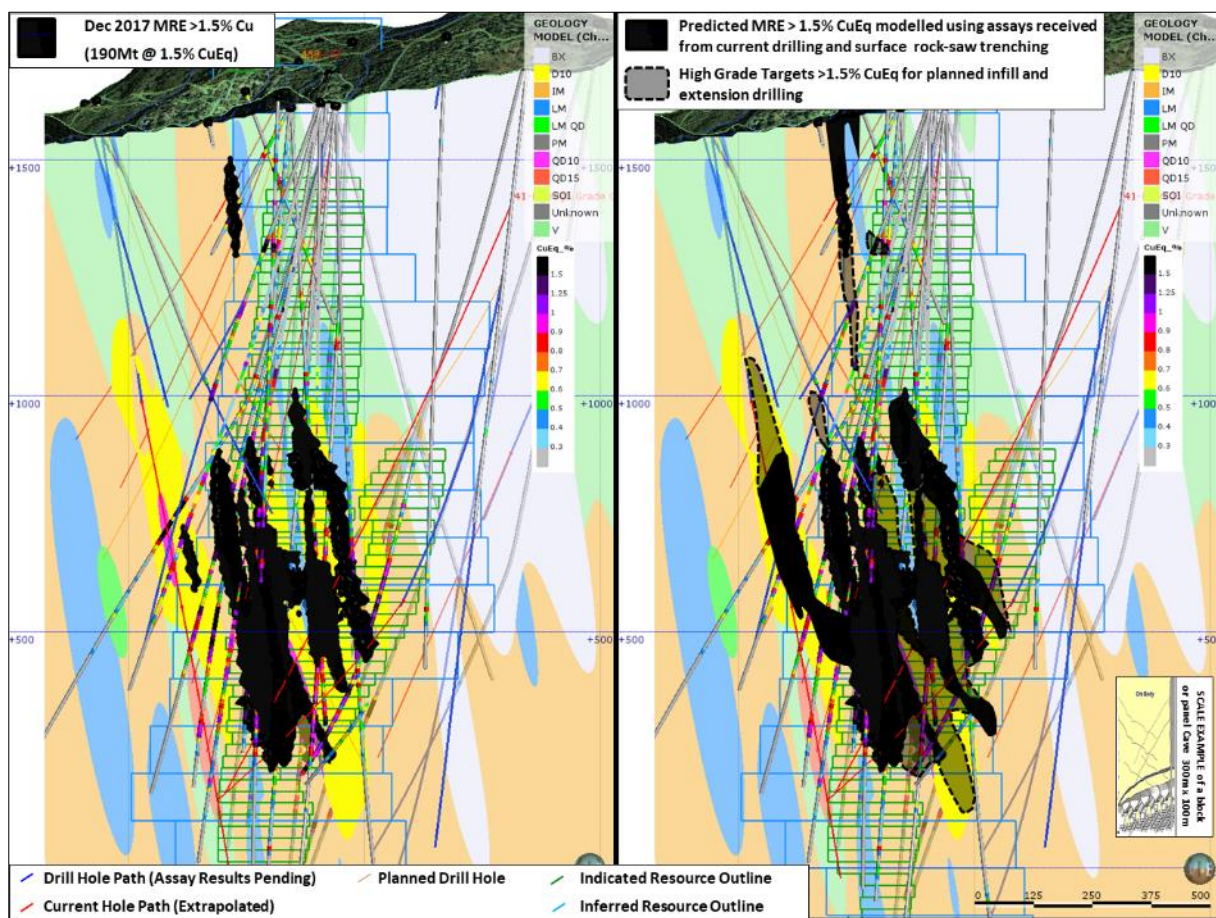 Dec 2017 MRE >1.5% Cu
(190Mt @ 1.5% CuEq)
GEOLOGY
MODEL (Ch...
BX
D10
IM
LM
LM QD
PM
QD10
QD15
SOI
Unknown
V
CuEq_%
1.5
1.25
1
0.9
0.8
0.7
0.6
0.5
0.4
0.3
+1500
+1000
+500
Predicted MRE > 1.5% CuEq modelled using assays received
from current drilling and surface rock-saw trenching
High Grade Targets >1.5% CuEq for planned infill and
extension drilling
GEOLOGY
MODEL (Ch...
BX
D10
IM
LM
LM QD
PM
QD10
QD15
SOI
Unknown
V
CuEq_%
1.5
1.25
1
0.9
0.8
0.7
0.6
0.5
0.4
0.3
+1500
+1500
+1000
+1000
+500
+500
SCALE EXAMPLE of a block
or panel Cave 300m x 100m
Drill Hole Path (Assay Results Pending)
Planned Drill Hole
Indicated Resource Outline
Current Hole Path (Extrapolated)
Inferred Resource Outline
125
250
375
500